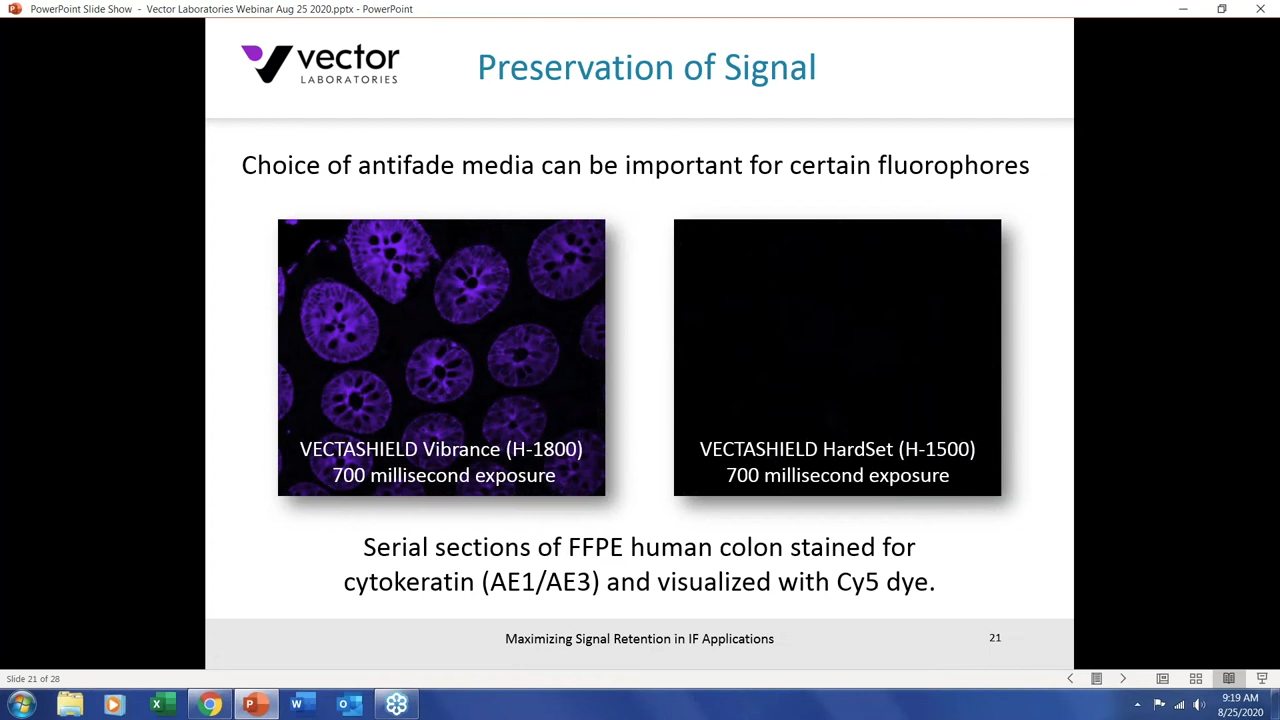 PowerPoint Slide Show - Vector Laboratories Webinar Aug 25 2020.pptx - PowerPoint
vector
LABORATORIES
Preservation of Signal
Choice of antifade media can be important for certain fluorophores
VECTASHIELD Vibrance (H-1800)
700 millisecond exposure
VECTASHIELD HardSet (H-1500)
700 millisecond exposure
Serial sections of FFPE human colon stained for
cytokeratin (AE1/AE3) and visualized with Cy5 dye.
Maximizing Signal Retention in IF Applications
21
Slide 21 of 28
9:19 AM
8/25/2020